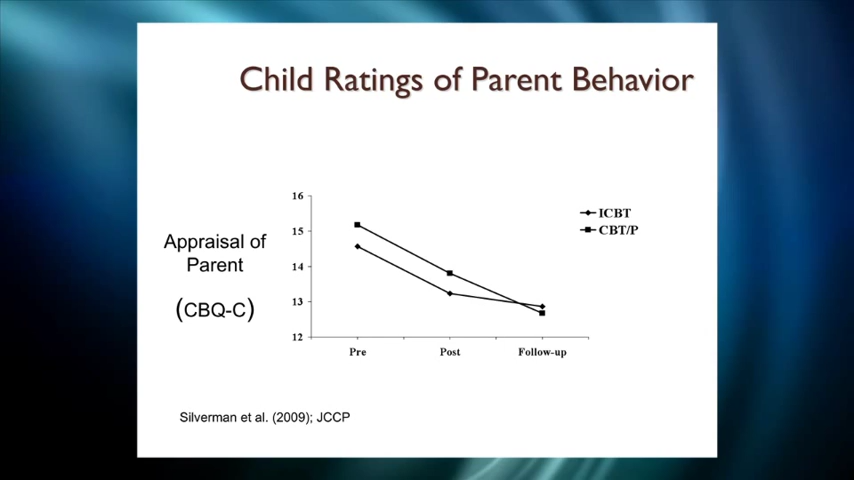 Child Ratings of Parent Behavior
16
15
14
13
12
Appraisal of
Parent
(CBQ-C)
ICBT
CBT/P
Pre Post Follow-up
Silverman et al. (2009); JCCP